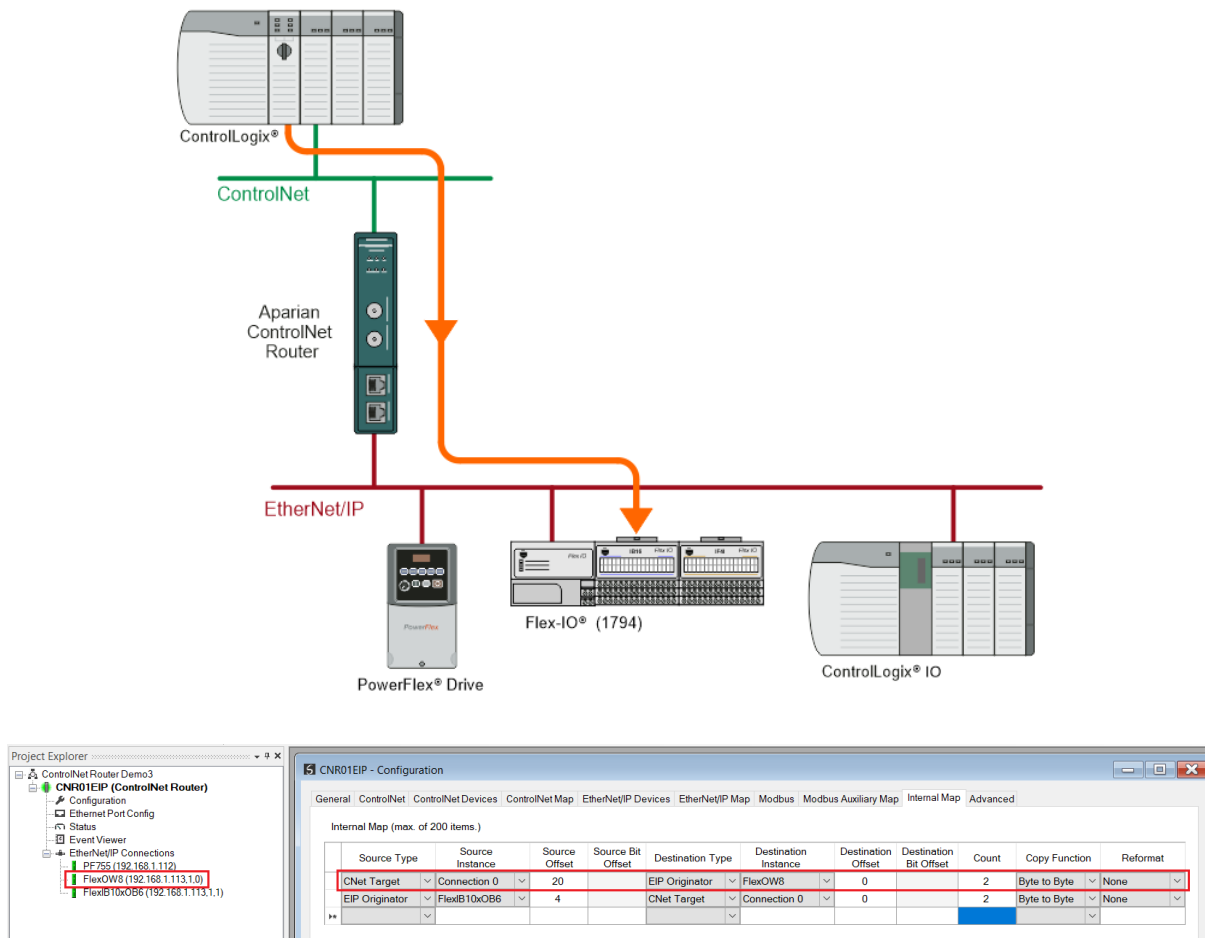 ControlLogix®
ControlNet
Aparian
ControlNet
Router
EtherNet/IP
Flex I/O
IB16
Flex I/O
IF4I
Flex I/O
PowerFlex
Flex-IO® (1794)
ControlLogix® IO
PowerFlex® Drive
Project Explorer
ControlNet Router Demo3
CNR01EIP (ControlNet Router)
Configuration
Ethernet Port Config
Status
Event Viewer
EtherNet/IP Connections
PF755 (192.168.1.112)
FlexOW8 (192.168.1.113,1,0)
FlexIB10xOB6 (192.168.1.113,1,1)
CNR01EIP - Configuration
General ControlNet ControlNet Devices ControlNet Map EtherNet/IP Devices EtherNet/IP Map Modbus Modbus Auxiliary Map Internal Map Advanced
Internal Map (max. of 200 items.)
Source Type Source Instance Source Offset Source Bit Offset Destination Type Destination Instance Destination Offset Destination Bit Offset Count Copy Function Reformat
CNet Target Connection 0 20 EIP Originator FlexOW8 0 2 Byte to Byte None
EIP Originator FlexIB10xOB6 4 CNet Target Connection 0 0 2 Byte to Byte None